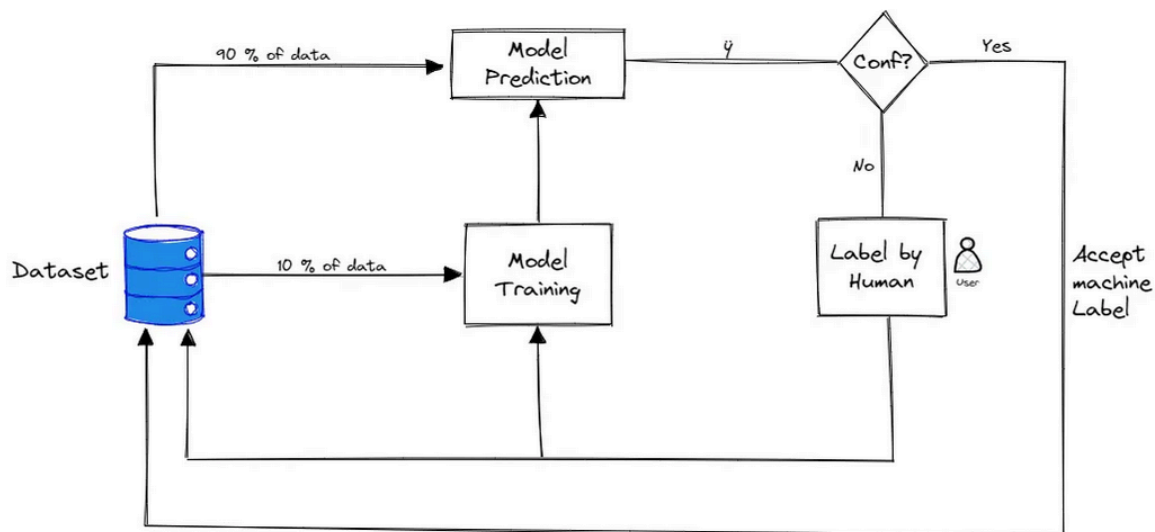 90 % of data
Model
Prediction
ÿ
Conf?
Yes
No
Dataset
10 % of data
Model
Training
Label by
Human
User
Accept
machine
Label